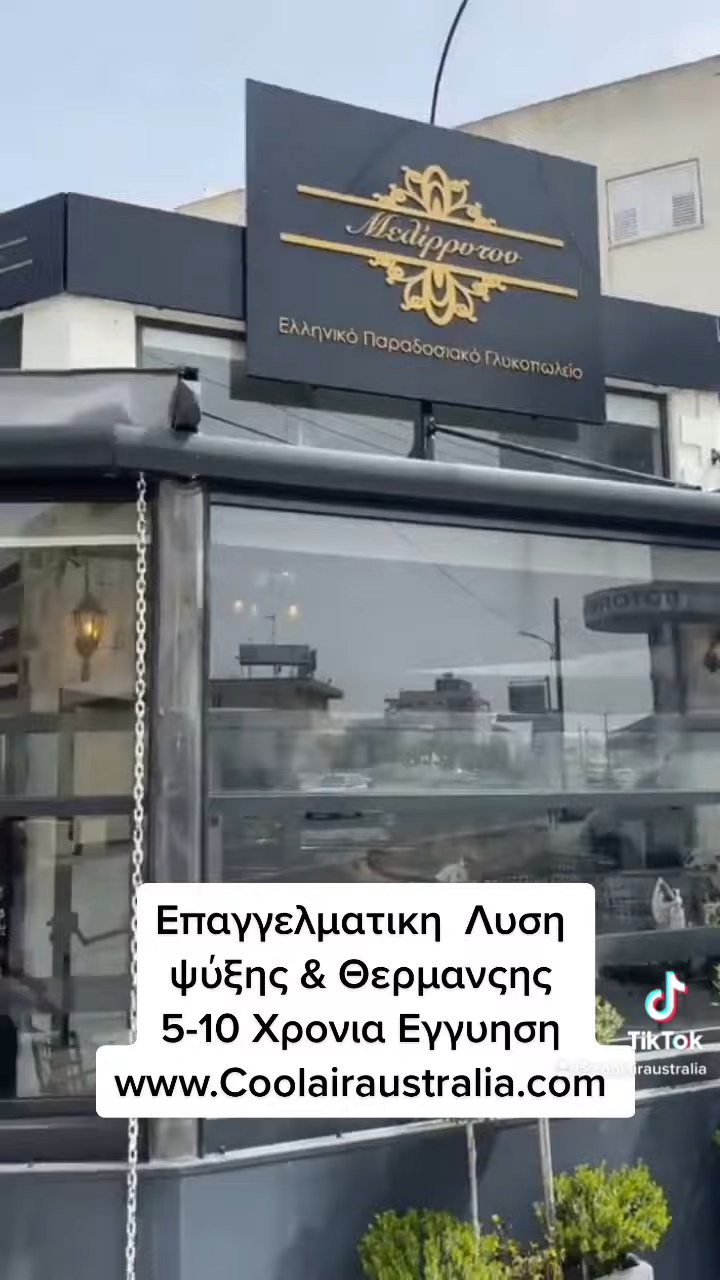 Μελίρρυτον
Ελληνικό Παραδοσιακό Γλυκοπωλείο
Επαγγελματικη Λυση
ψύξης & Θερμανςης
5-10 Χρονια Εγγυηση
www.Coolairaustralia.com
TikTok